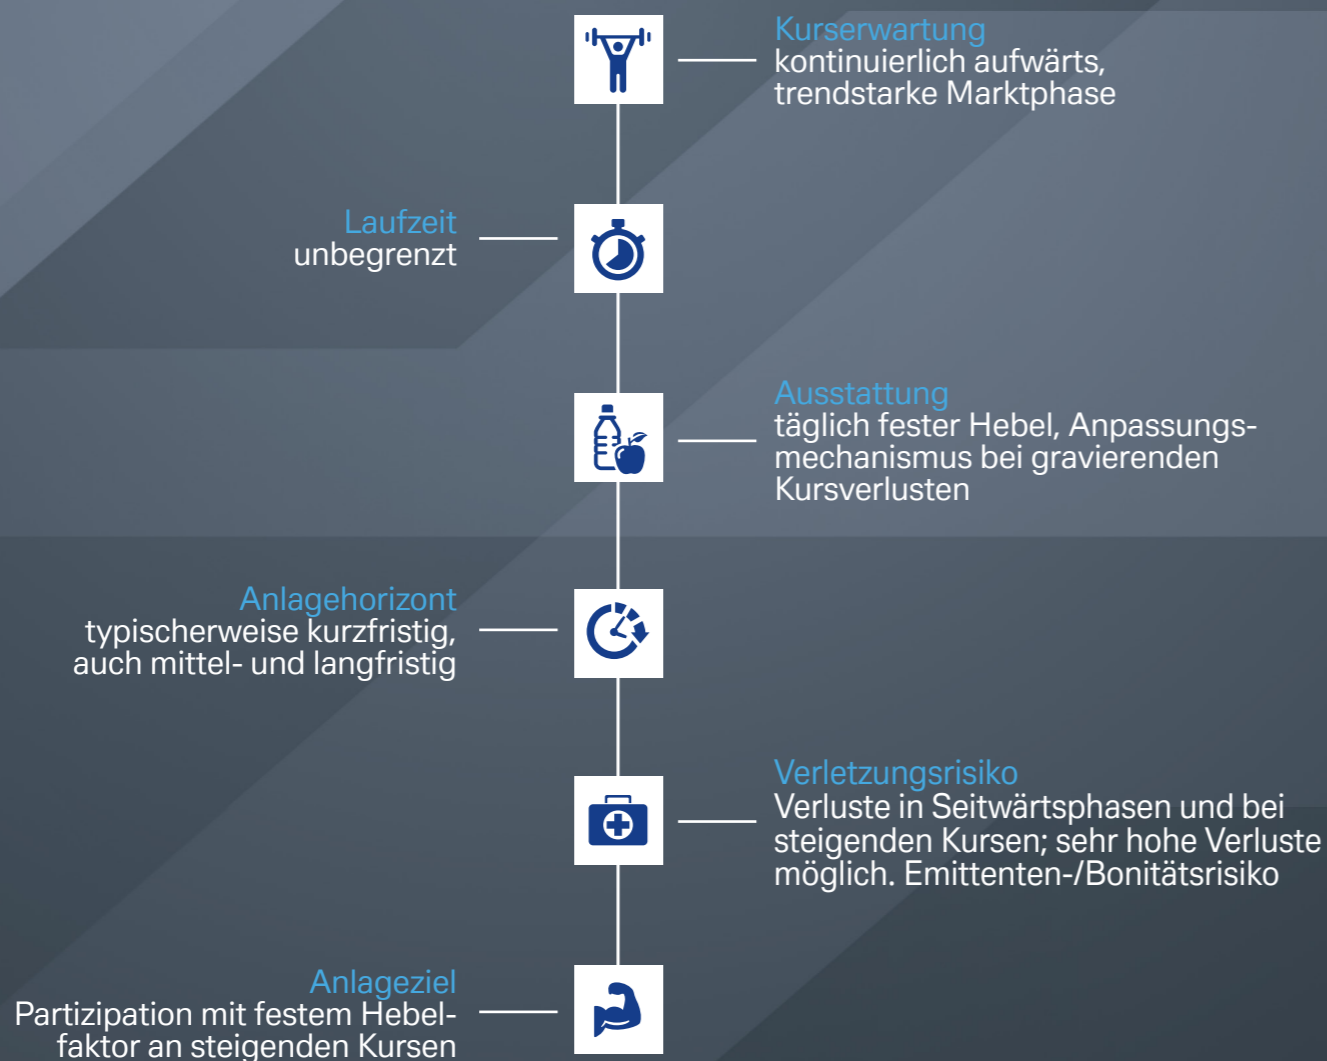 Kurserwartung
kontinuierlich aufwärts,
trendstarke Marktphase
Laufzeit
unbegrenzt
Ausstattung
täglich fester Hebel, Anpassungs-
mechanismus bei gravierenden
Kursverlusten
Anlagehorizont
typischerweise kurzfristig,
auch mittel- und langfristig
Verletzungsrisiko
Verluste in Seitwärtsphasen und bei
steigenden Kursen; sehr hohe Verluste
möglich. Emittenten-/Bonitätsrisiko
Anlageziel
Partizipation mit festem Hebel-
faktor an steigenden Kursen